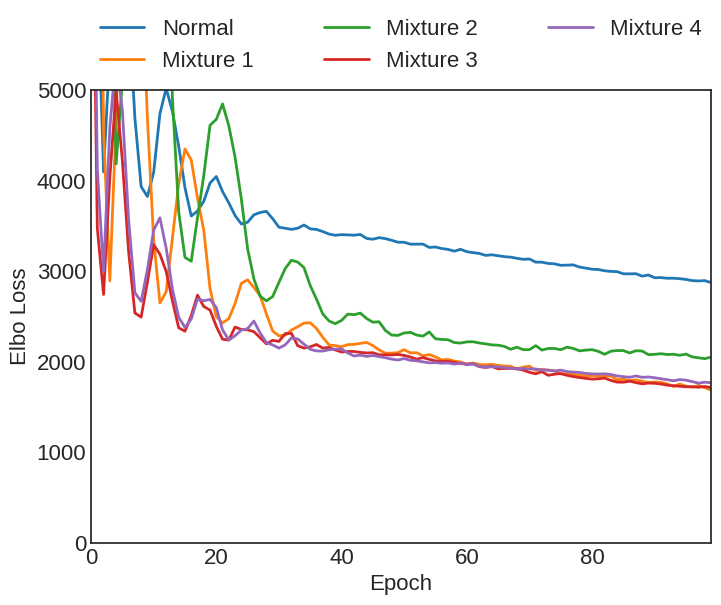 Normal
Mixture 1
Mixture 2
Mixture 3
Mixture 4
5000
4000
3000
2000
1000
0
Elbo Loss
0 20 40 60 80
Epoch